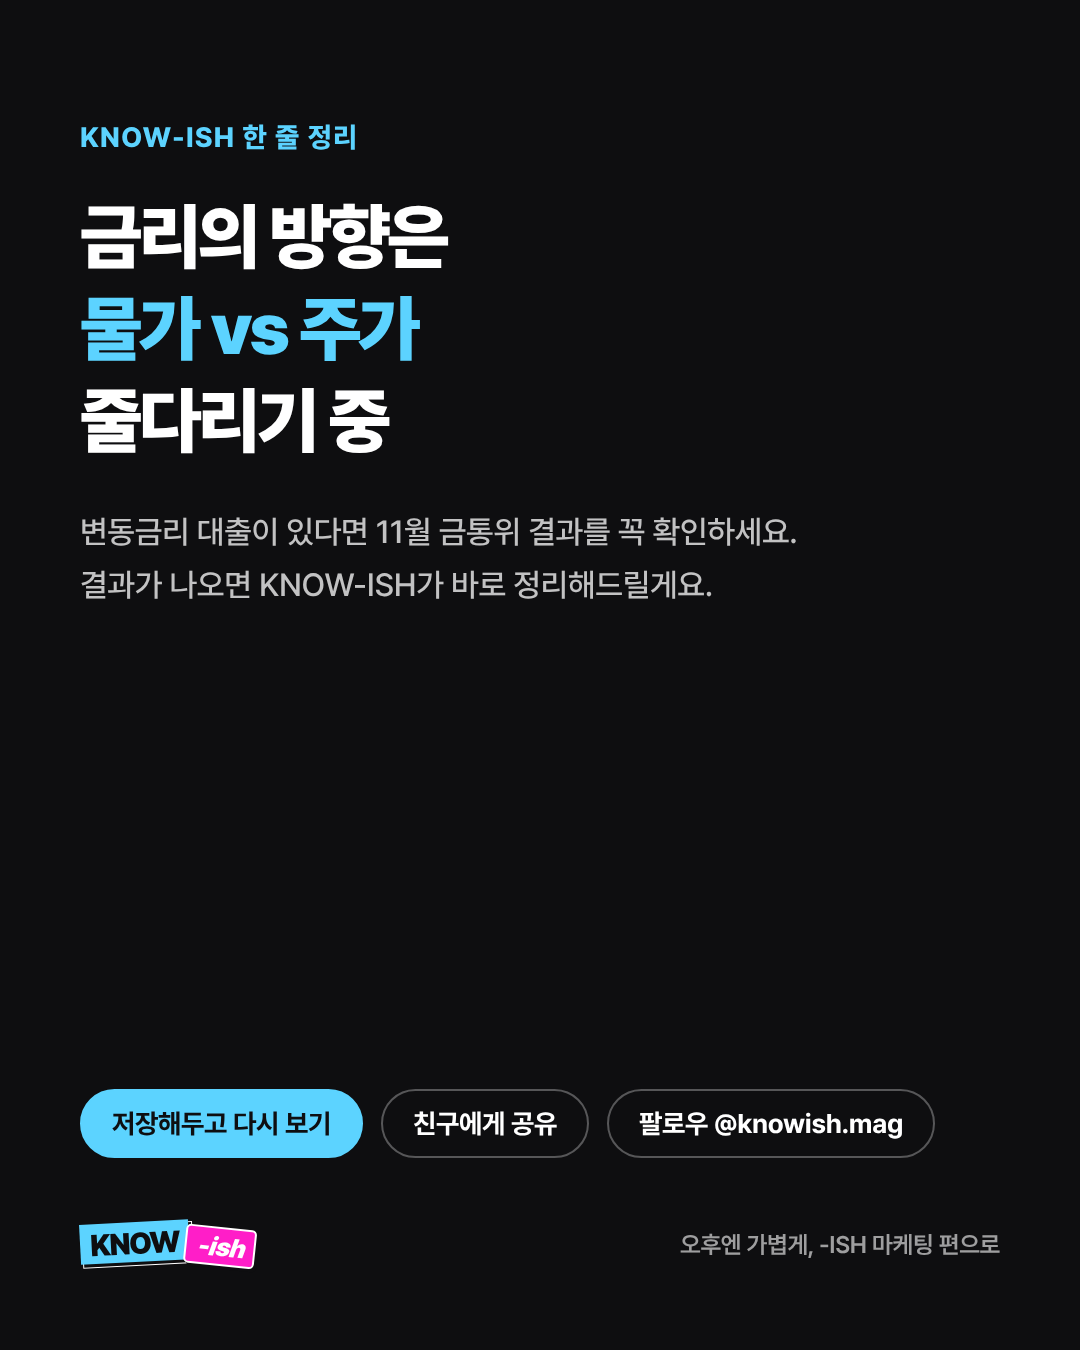 KNOW-ISH 한 줄 정리
금리의 방향은
물가 vs 주가
줄다리기 중
변동금리 대출이 있다면 11월 금통위 결과를 꼭 확인하세요.
결과가 나오면 KNOW-ISH가 바로 정리해드릴게요.
저장해두고 다시 보기
친구에게 공유
팔로우 @knowish.mag
KNOW -ish
오후엔 가볍게, -ISH 마케팅 편으로